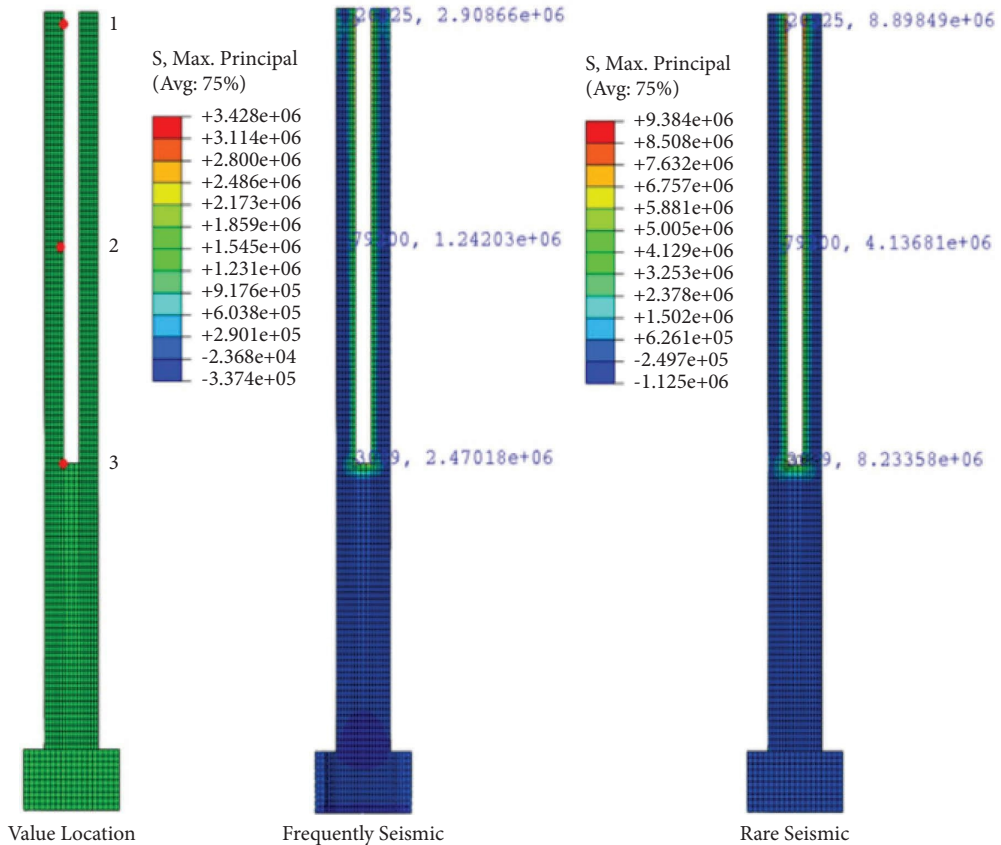 1
2
3
Value Location
S, Max. Principal
(Avg: 75%)
+3.428e+06
+3.114e+06
+2.800e+06
+2.486e+06
+2.173e+06
+1.859e+06
+1.545e+06
+1.231e+06
+9.176e+05
+6.038e+05
+2.901e+05
-2.368e+04
-3.374e+05
2.90866e+06
1.24203e+06
2.47018e+06
Frequently Seismic
S, Max. Principal
(Avg: 75%)
+9.384e+06
+8.508e+06
+7.632e+06
+6.757e+06
+5.881e+06
+5.005e+06
+4.129e+06
+3.253e+06
+2.378e+06
+1.502e+06
+6.261e+05
-2.497e+05
-1.125e+06
8.89849e+06
4.13681e+06
8.23358e+06
Rare Seismic